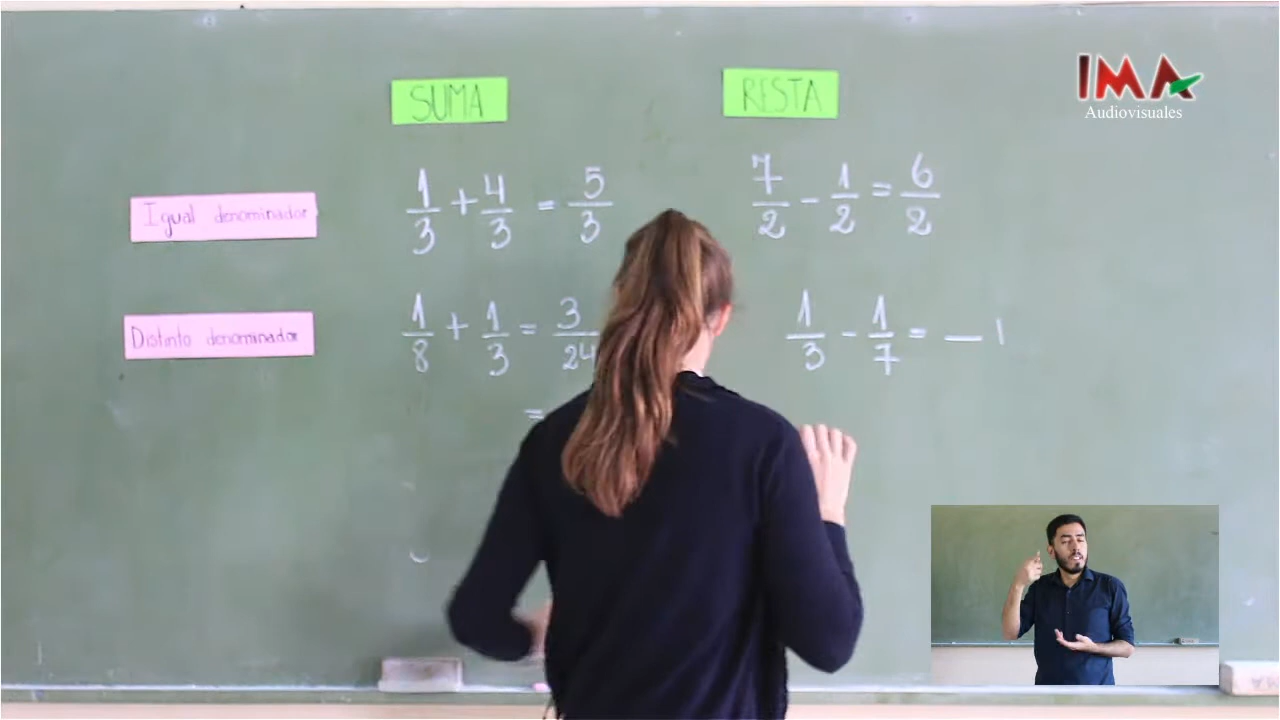 SUMA
RESTA
IMA
Audiovisuales
Igual denominador
1/3 + 4/3 = 5/3
7/2 - 1/2 = 6/2
Distinto denominador
1/8 + 1/3 = 3/24
1/3 - 1/7 = —
=